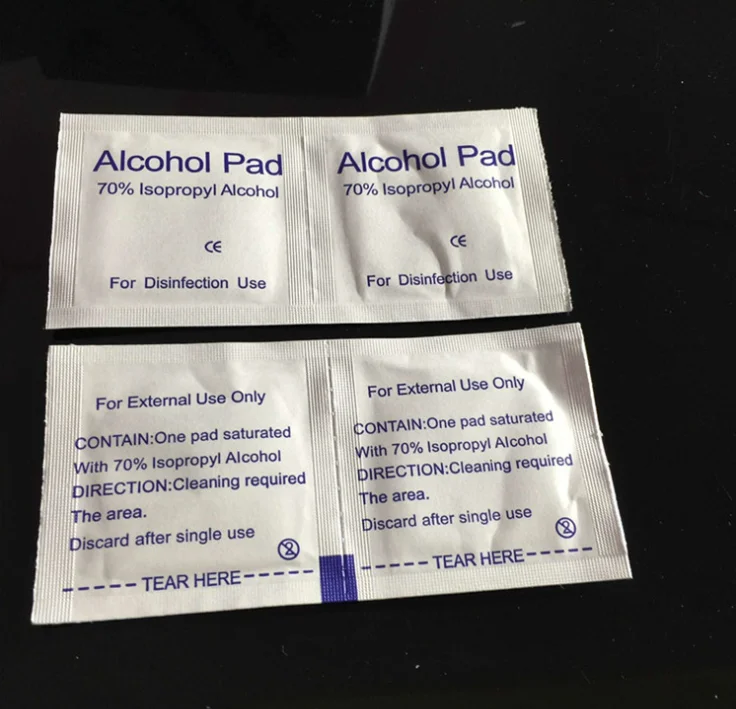 Alcohol Pad
70% Isopropyl Alcohol
CE
For Disinfection Use
Alcohol Pad
70% Isopropyl Alcohol
CE
For Disinfection Use
For External Use Only
CONTAIN:One pad saturated
With 70% Isopropyl Alcohol
DIRECTION:Cleaning required
The area.
Discard after single use
2
TEAR HERE
For External Use Only
CONTAIN:One pad saturated
With 70% Isopropyl Alcohol
DIRECTION:Cleaning required
The area.
Discard after single use
2
TEAR HERE